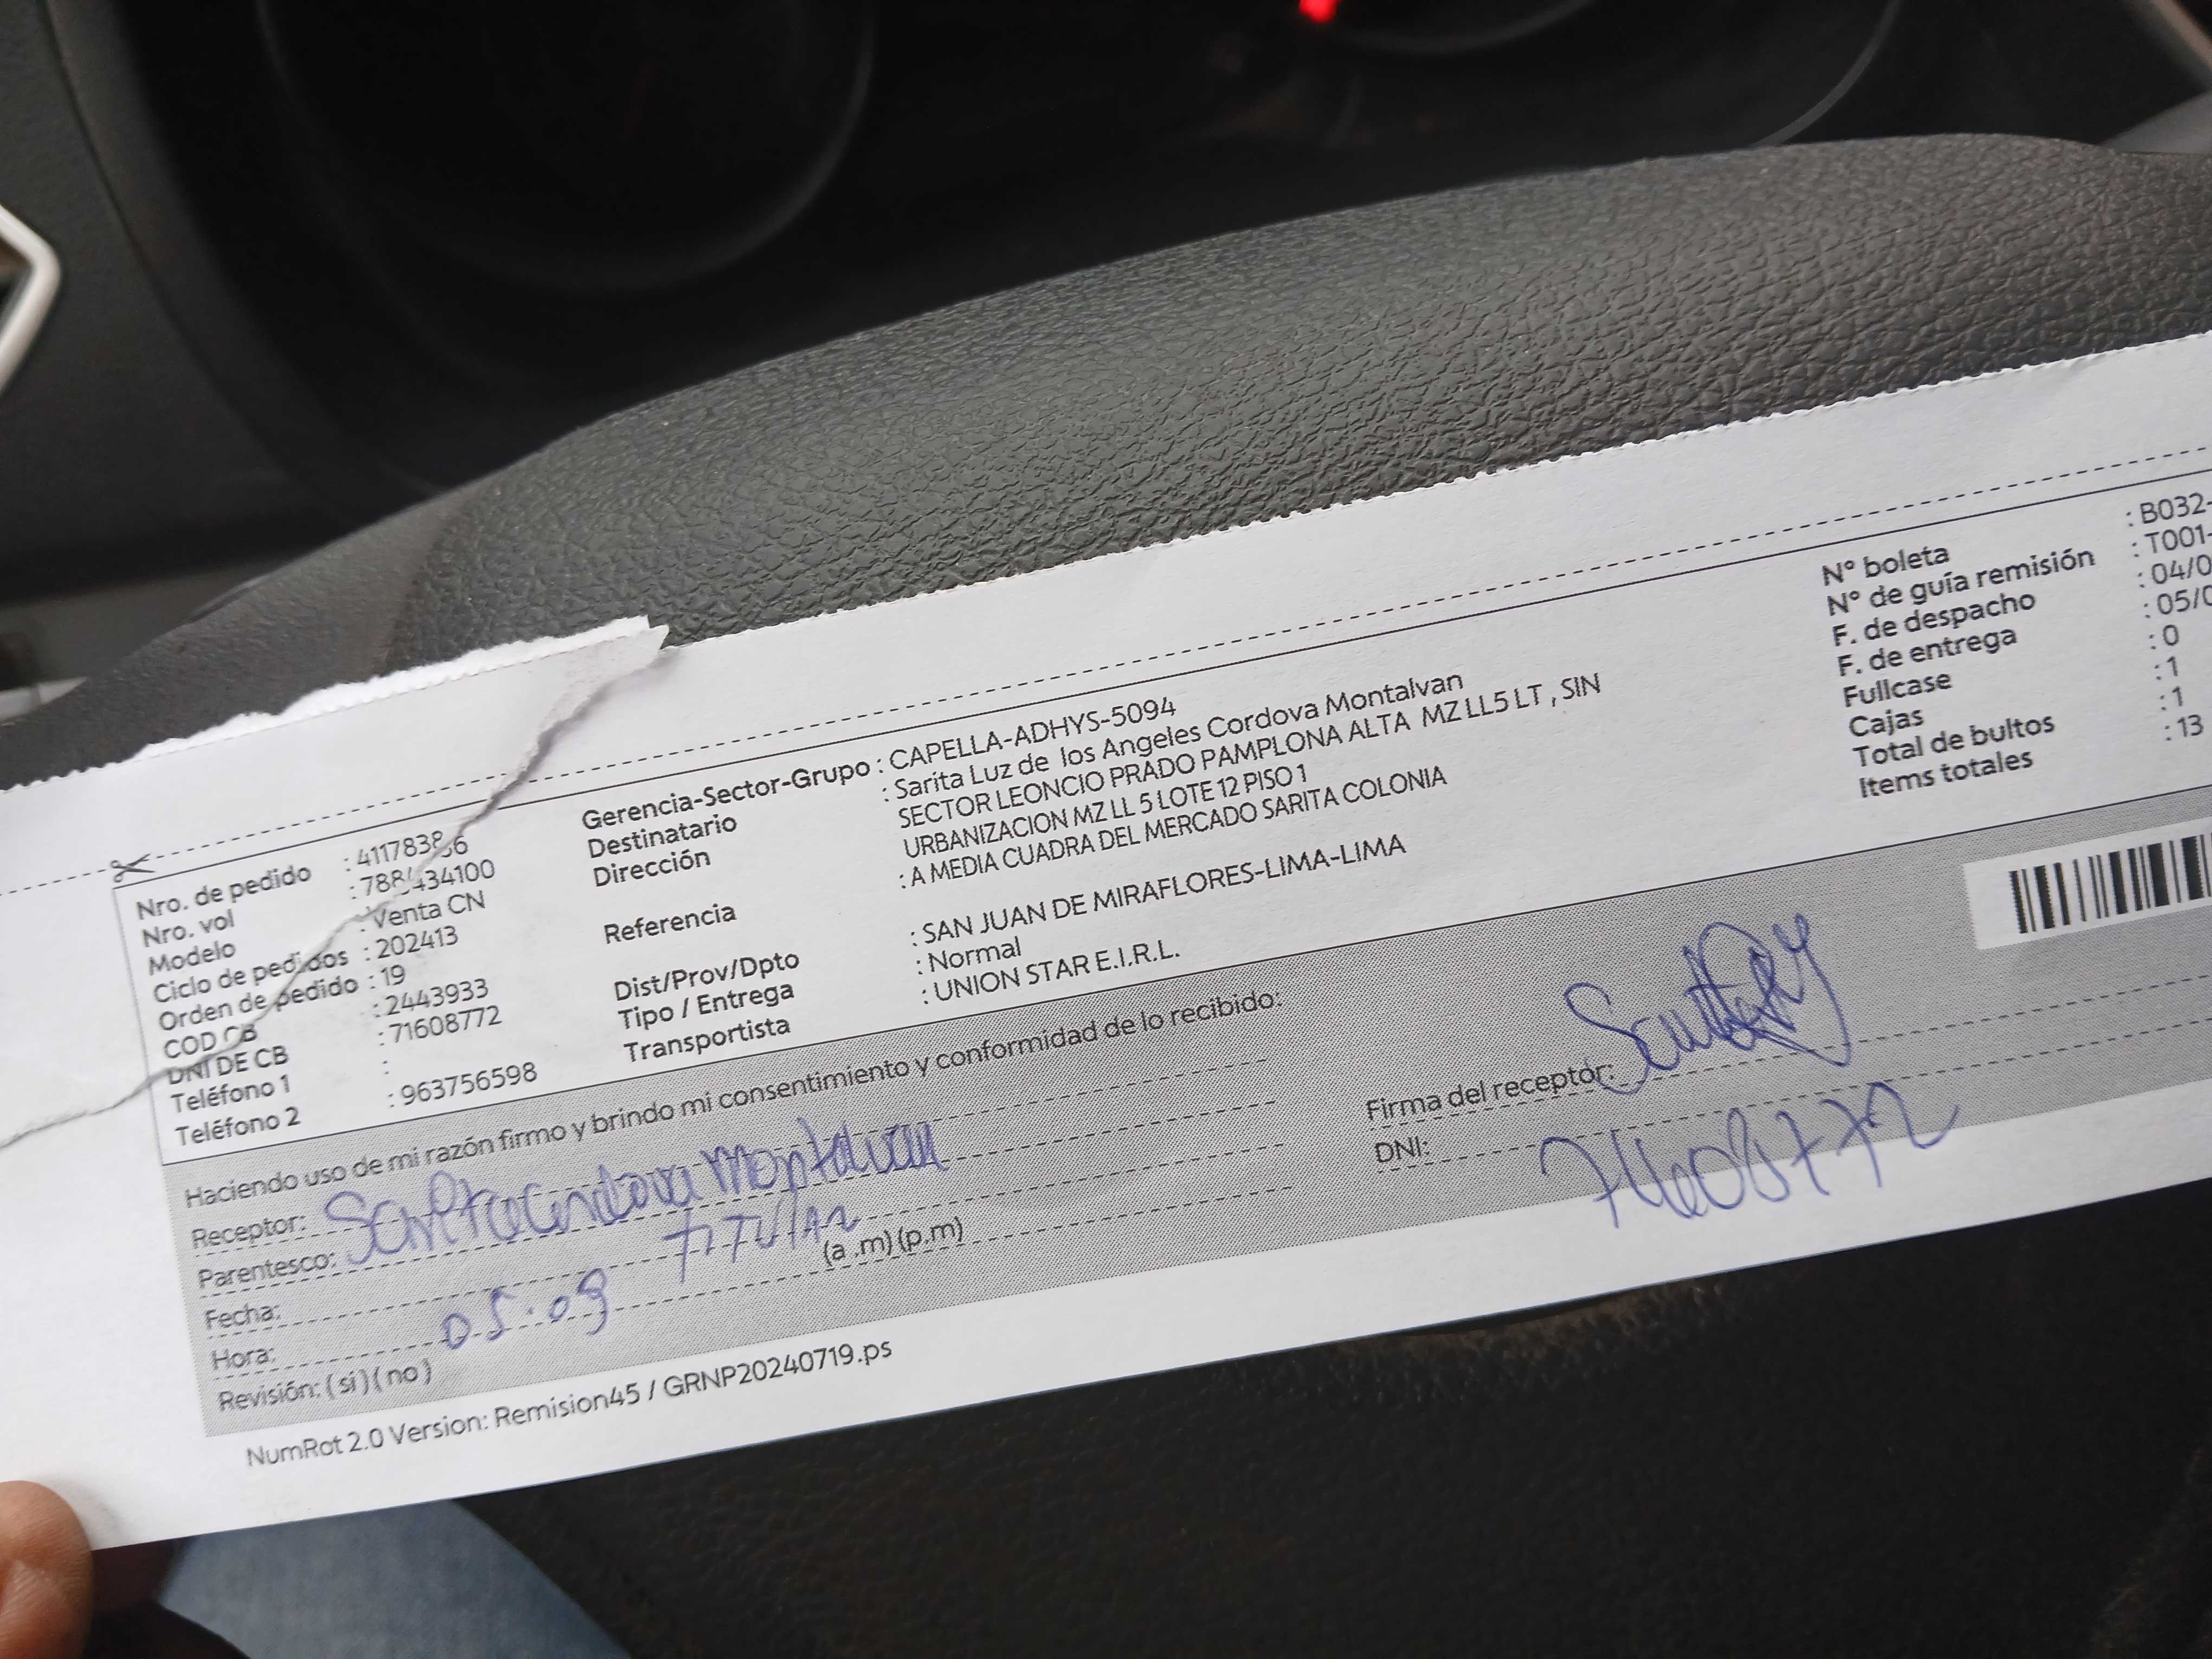 Nro. de pedido : 41178386
Nro. vol : 434100
Modelo : Venta CN
Ciclo de pedidos : 202413
Orden de pedido : 19
COD CB : 2443933
DNI DE CB : 71608772
Teléfono 1 :
Teléfono 2 : 963756598
Gerencia-Sector-Grupo : CAPELLA-ADHYS-5094
Destinatario : Sarita Luz de los Angeles Cordova Montalvan
Dirección SECTOR LEONCIO PRADO PAMPLONA ALTA MZ LL5 LT , SIN
URBANIZACION MZ LL 5 LOTE 12 PISO 1
Referencia : A MEDIA CUADRA DEL MERCADO SARITA COLONIA
Dist/Prov/Dpto : SAN JUAN DE MIRAFLORES-LIMA-LIMA
Tipo / Entrega : Normal
Transportista : UNION STAR E.I.R.L.
N° boleta : B032-
N° de guía remisión : T001-
F. de despacho : 04/0
F. de entrega : 05/0
Fullcase : 0
Cajas : 1
Total de bultos : 1
Items totales : 13
Haciendo uso de mi razón firmo y brindo mi consentimiento y conformidad de lo recibido:
Receptor: Montalvan
Parentesco: TITULAR
Fecha: 05.09
Hora: (a .m) (p.m)
Revisión: ( si ) ( no )
Firma del receptor:
DNI: 71608772
NumRot 2.0 Version: Remision45 / GRNP20240719.ps